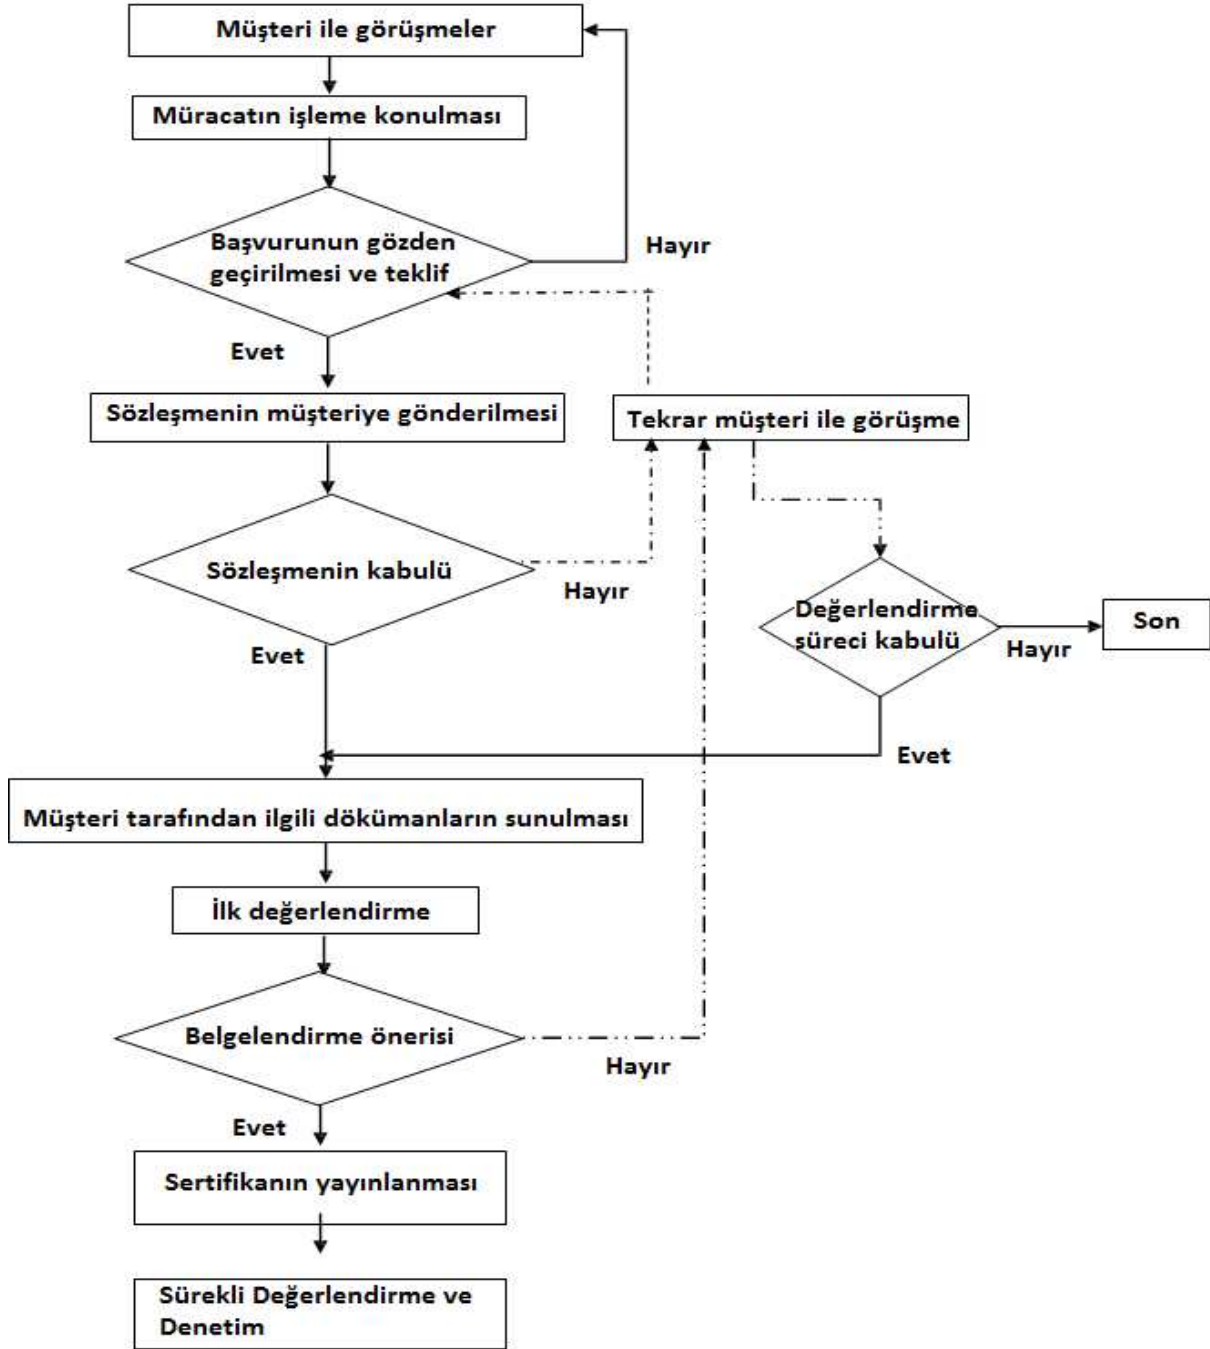 Müşteri ile görüşmeler
Müracatın işleme konulması
Başvurunun gözden
geçirilmesi ve teklif
Hayır
Evet
Sözleşmenin müşteriye gönderilmesi
Tekrar müşteri ile görüşme
Sözleşmenin kabulü
Hayır
Evet
Değerlendirme
süreci kabulü
Hayır
Son
Evet
Müşteri tarafından ilgili dökümanların sunulması
İlk değerlendirme
Belgelendirme önerisi
Hayır
Evet
Sertifikanın yayınlanması
Sürekli Değerlendirme ve
Denetim